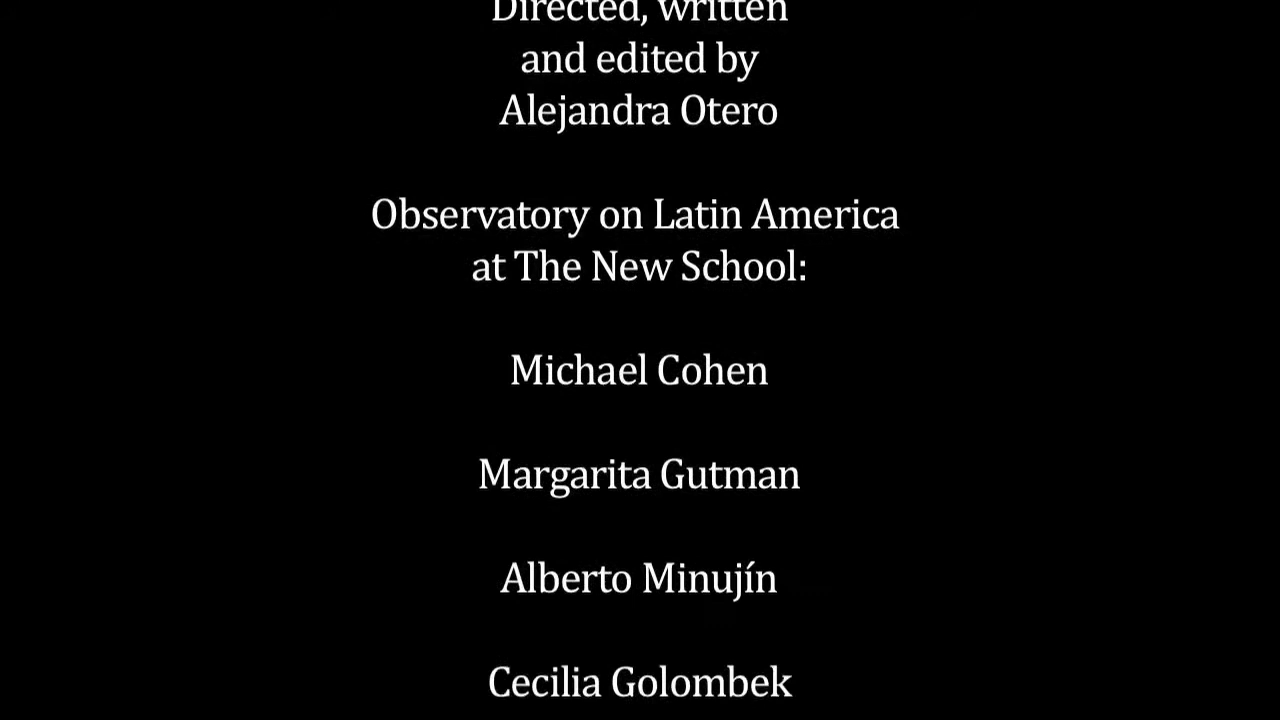 Directed, written
and edited by
Alejandra Otero
Observatory on Latin America
at The New School:
Michael Cohen
Margarita Gutman
Alberto Minujín
Cecilia Golombek